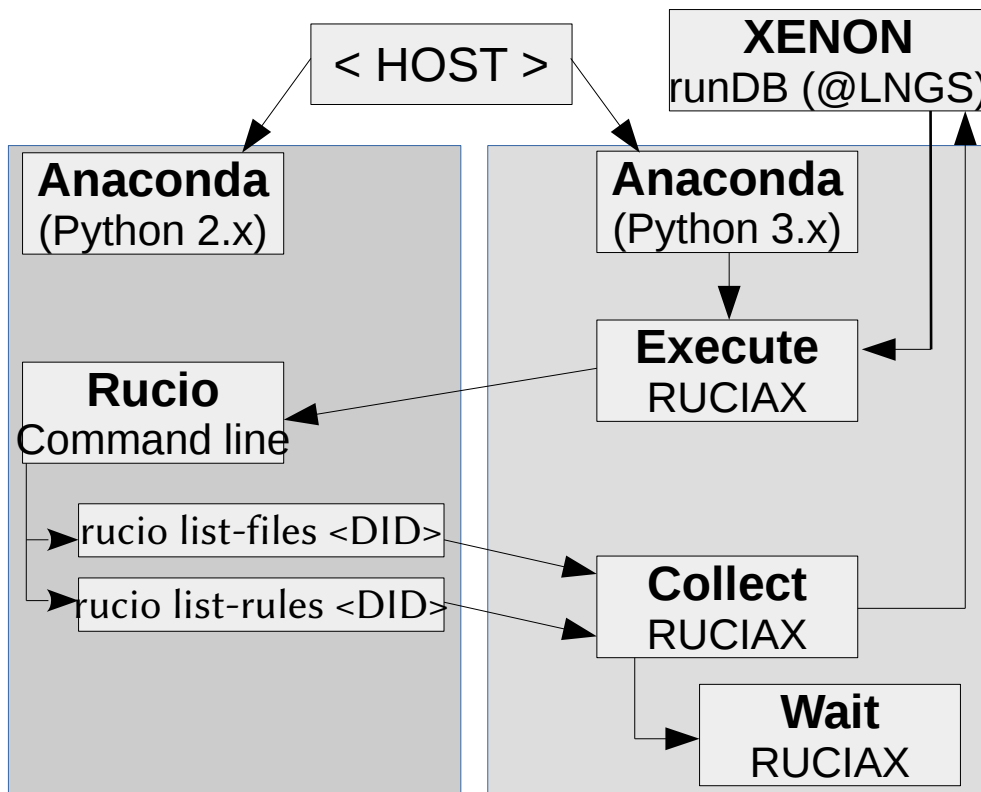 < HOST >
XENON
runDB (@LNGS)
Anaconda
(Python 2.x)
Anaconda
(Python 3.x)
Execute
RUCIAX
Rucio
Command line
rucio list-files <DID>
rucio list-rules <DID>
Collect
RUCIAX
Wait
RUCIAX